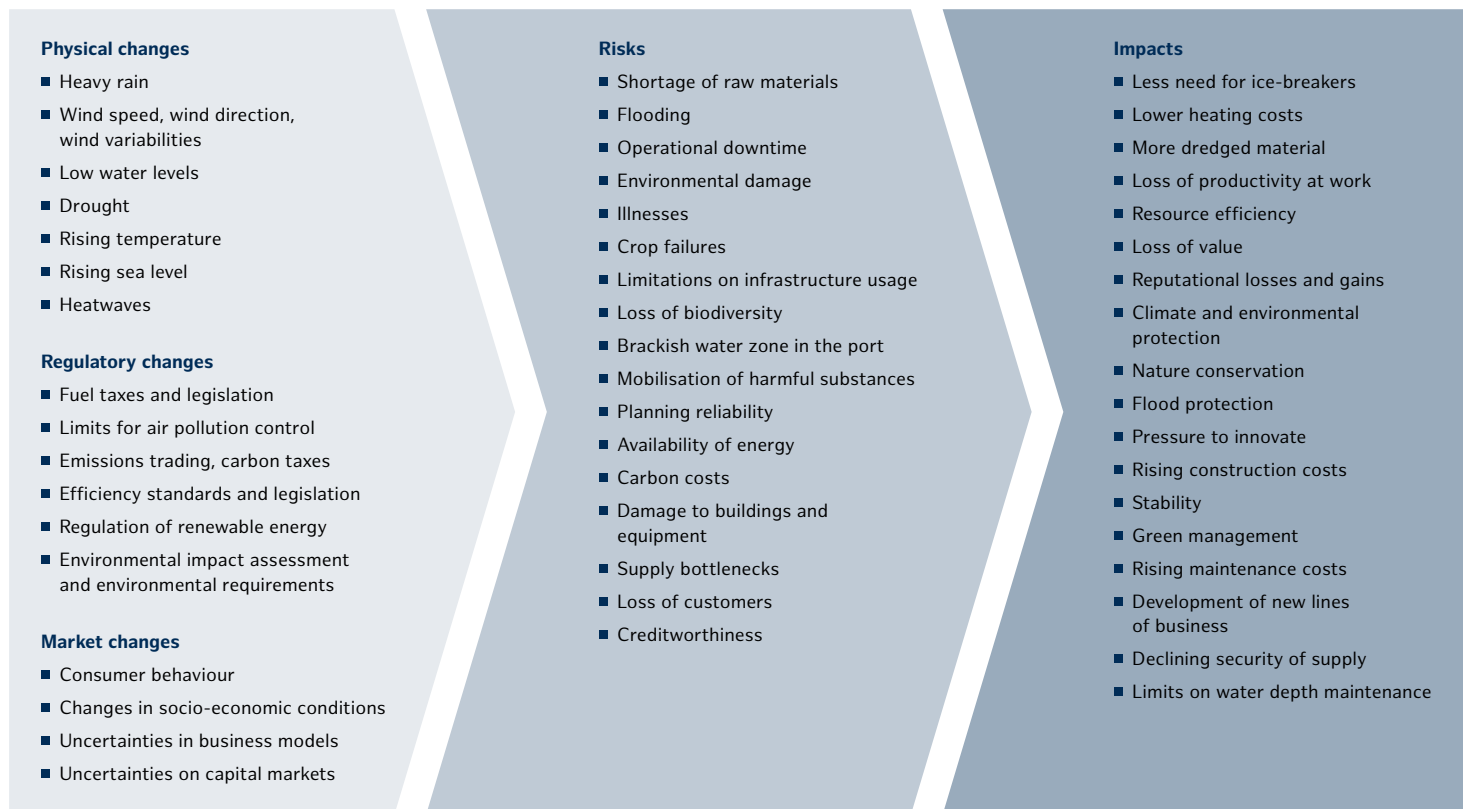 Physical changes
Heavy rain
Wind speed, wind direction,
wind variabilities
Low water levels
Drought
Rising temperature
Rising sea level
Heatwaves
Regulatory changes
Fuel taxes and legislation
Limits for air pollution control
Emissions trading, carbon taxes
Efficiency standards and legislation
Regulation of renewable energy
Environmental impact assessment
and environmental requirements
Market changes
Consumer behaviour
Changes in socio-economic conditions
Uncertainties in business models
Uncertainties on capital markets
Risks
Shortage of raw materials
Flooding
Operational downtime
Environmental damage
Illnesses
Crop failures
Limitations on infrastructure usage
Loss of biodiversity
Brackish water zone in the port
Mobilisation of harmful substances
Planning reliability
Availability of energy
Carbon costs
Damage to buildings and
equipment
Supply bottlenecks
Loss of customers
Creditworthiness
Impacts
Less need for ice-breakers
Lower heating costs
More dredged material
Loss of productivity at work
Resource efficiency
Loss of value
Reputational losses and gains
Climate and environmental
protection
Nature conservation
Flood protection
Pressure to innovate
Rising construction costs
Stability
Green management
Rising maintenance costs
Development of new lines
of business
Declining security of supply
Limits on water depth maintenance